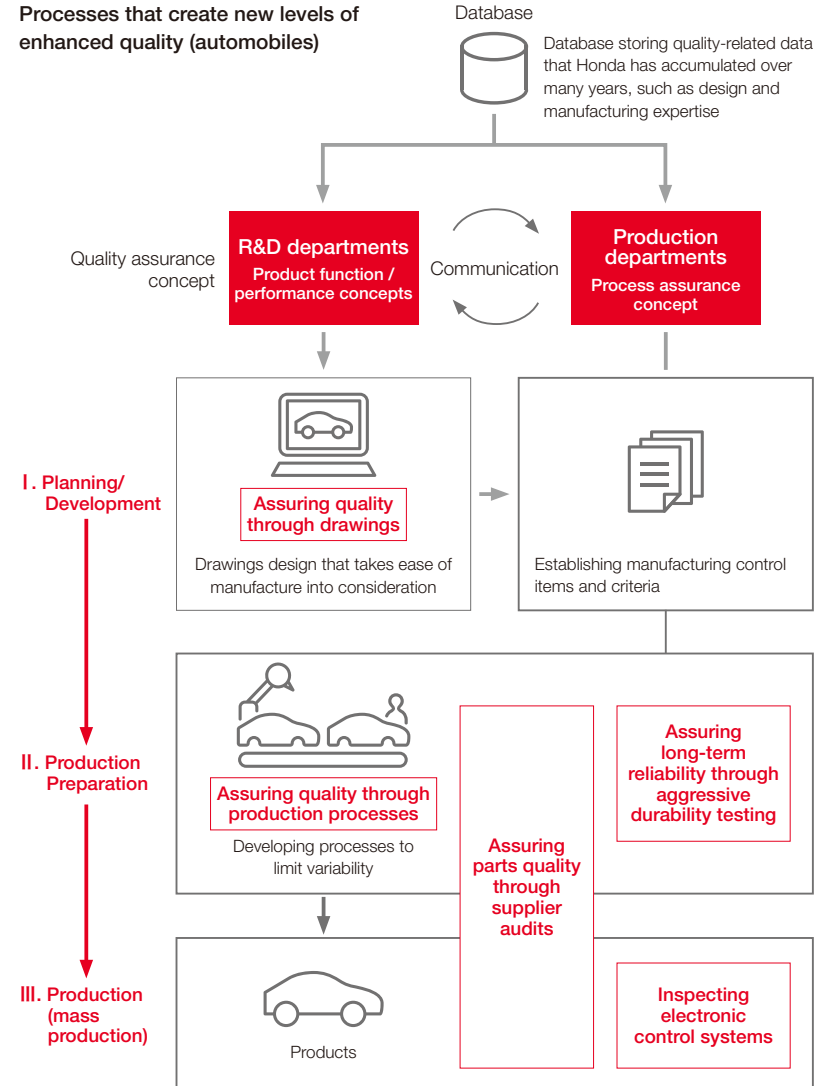 Processes that create new levels of
enhanced quality (automobiles)
Database
Database storing quality-related data
that Honda has accumulated over
many years, such as design and
manufacturing expertise
Quality assurance
concept
R&D departments
Product function /
performance concepts
Communication
Production
departments
Process assurance
concept
I. Planning/
Development
Assuring quality
through drawings
Drawings design that takes ease of
manufacture into consideration
Establishing manufacturing control
items and criteria
II. Production
Preparation
Assuring quality through
production processes
Developing processes to
limit variability
Assuring
parts quality
through
supplier
audits
Assuring
long-term
reliability through
aggressive
durability testing
III. Production
(mass
production)
Products
Inspecting
electronic
control systems